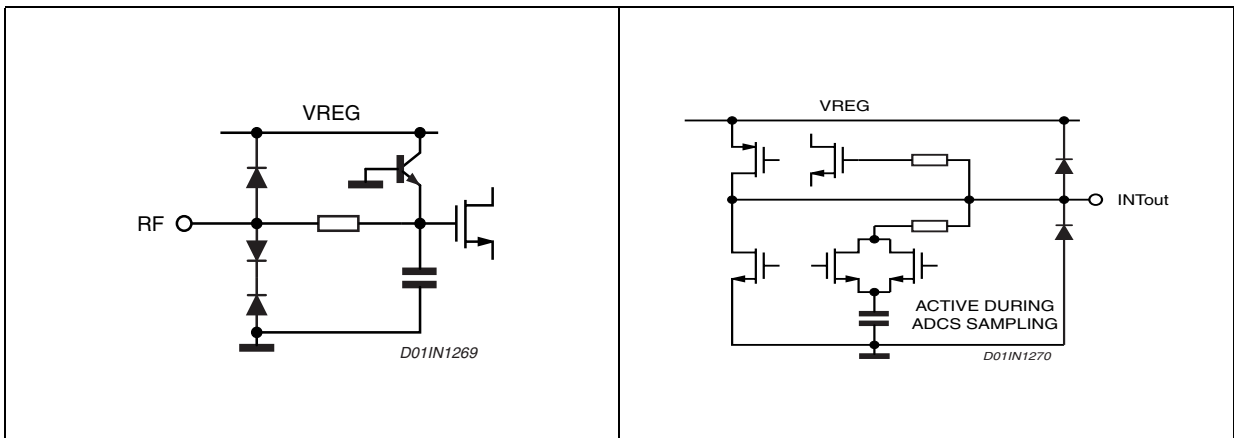 VREG
RF
D01IN1269
VREG
INTout
ACTIVE DURING
ADCS SAMPLING
D01IN1270